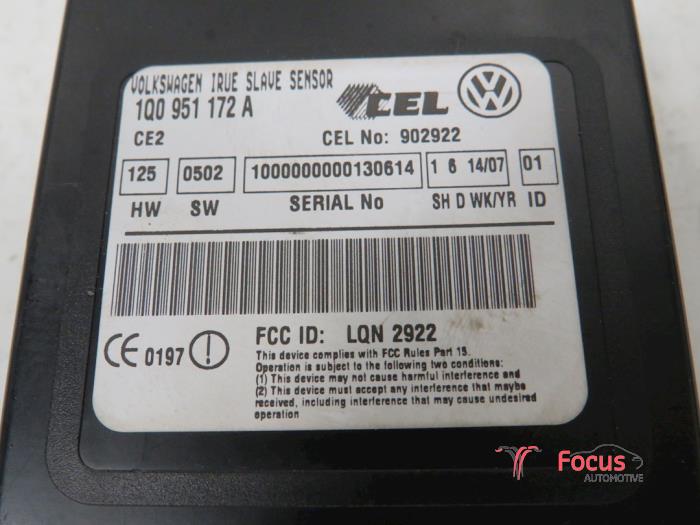 VOLKSWAGEN IRUE SLAVE SENSOR
1Q0 951 172 A
CEL
CE2
CEL No: 902922
125 0502 1000000000130614 1 6 14/07 01
HW SW SERIAL No SH D WK/YR ID
FCC ID: LQN 2922
CE 0197
This device complies with FCC Rules Part 15.
Operation is subject to the following two conditions:
(1) This device may not cause harmful interference and
(2) This device must accept any interference that maybe
received, including interference that may cause undesired
operation
Focus
AUTOMOTIVE